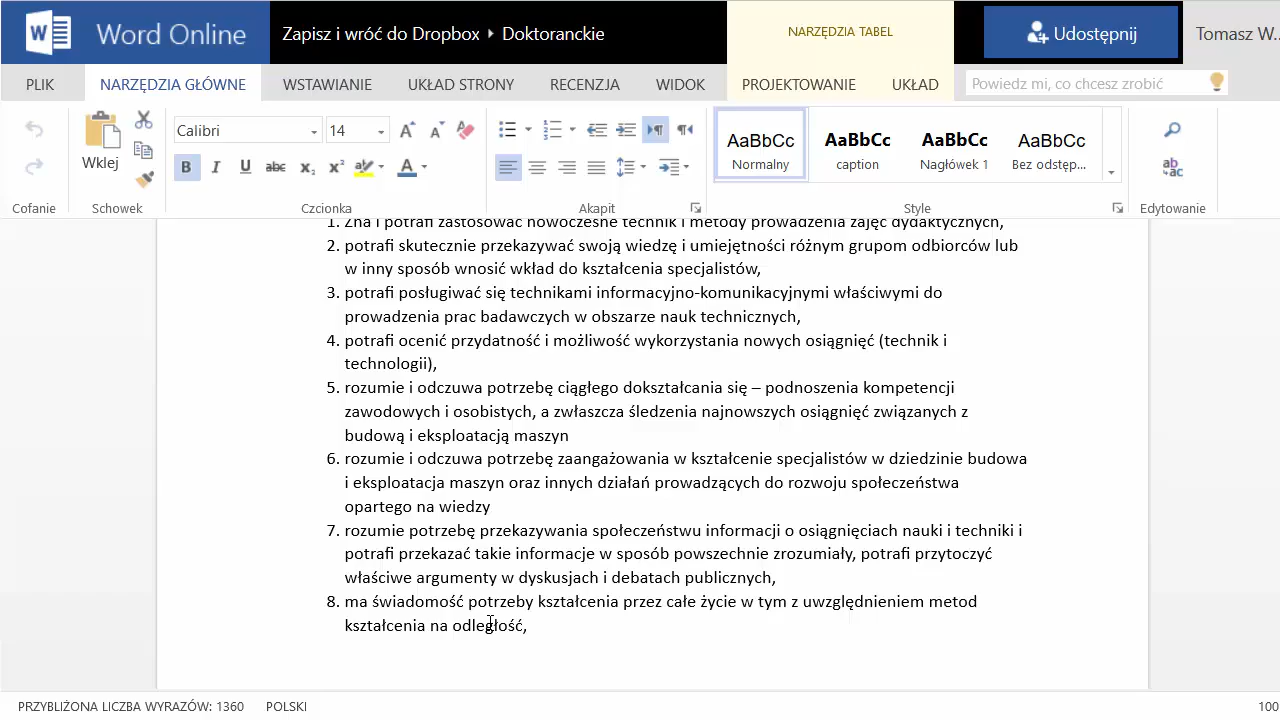 Word Online
Zapisz i wróć do Dropbox
Doktoranckie
NARZĘDZIA TABEL
Udostępnij
Tomasz W...
PLIK
NARZĘDZIA GŁÓWNE
WSTAWIANIE
UKŁAD STRONY
RECENZJA
WIDOK
PROJEKTOWANIE
UKŁAD
Powiedz mi, co chcesz zrobić
Wklej
Calibri
14
B I U abc x₂ x² aby A
AaBbCc AaBbCc AaBbCc AaBbCc
Normalny caption Nagłówek 1 Bez odstęp...
Cofanie Schowek Czcionka Akapit Style Edytowanie
1. zna i potrafi zastosować nowoczesne technik i metody prowadzenia zajęć dydaktycznych,
2. potrafi skutecznie przekazywać swoją wiedzę i umiejętności różnym grupom odbiorców lub
w inny sposób wnosić wkład do kształcenia specjalistów,
3. potrafi posługiwać się technikami informacyjno-komunikacyjnymi właściwymi do
prowadzenia prac badawczych w obszarze nauk technicznych,
4. potrafi ocenić przydatność i możliwość wykorzystania nowych osiągnięć (technik i
technologii),
5. rozumie i odczuwa potrzebę ciągłego dokształcania się – podnoszenia kompetencji
zawodowych i osobistych, a zwłaszcza śledzenia najnowszych osiągnięć związanych z
budową i eksploatacją maszyn
6. rozumie i odczuwa potrzebę zaangażowania w kształcenie specjalistów w dziedzinie budowa
i eksploatacja maszyn oraz innych działań prowadzących do rozwoju społeczeństwa
opartego na wiedzy
7. rozumie potrzebę przekazywania społeczeństwu informacji o osiągnięciach nauki i techniki i
potrafi przekazać takie informacje w sposób powszechnie zrozumiały, potrafi przytoczyć
właściwe argumenty w dyskusjach i debatach publicznych,
8. ma świadomość potrzeby kształcenia przez całe życie w tym z uwzględnieniem metod
kształcenia na odległość,
PRZYBLIŻONA LICZBA WYRAZÓW: 1360
POLSKI
100